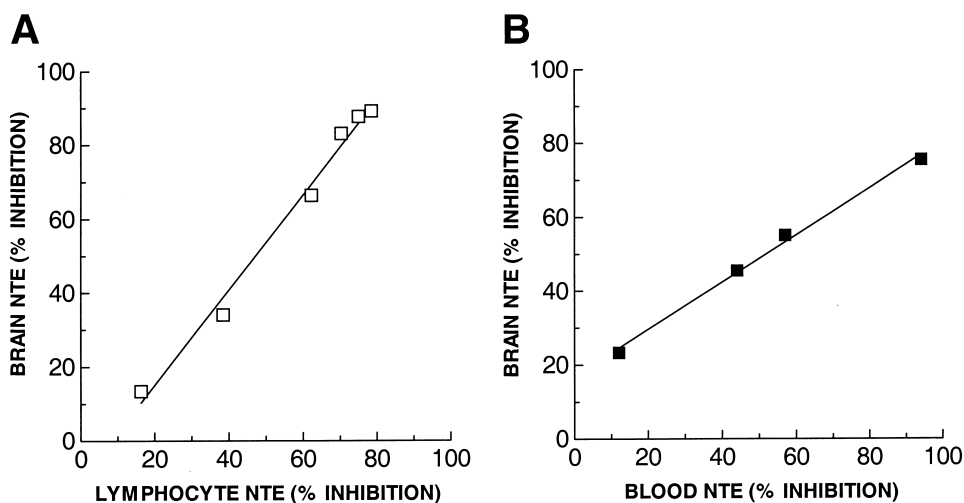 A
BRAIN NTE (% INHIBITION)
100
80
60
40
20
0
0 20 40 60 80 100
LYMPHOCYTE NTE (% INHIBITION)
B
BRAIN NTE (% INHIBITION)
100
80
60
40
20
0
0 20 40 60 80 100
BLOOD NTE (% INHIBITION)